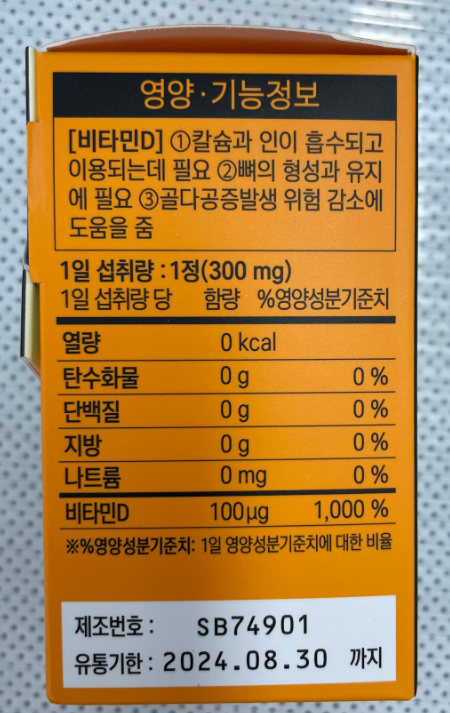 영양·기능정보
[비타민D] ①칼슘과 인이 흡수되고
이용되는데 필요 ②뼈의 형성과 유지
에 필요 ③골다공증발생 위험 감소에
도움을 줌
1일 섭취량 : 1정(300 mg)
1일 섭취량 당 함량 %영양성분기준치
열량 0 kcal
탄수화물 0 g 0 %
단백질 0 g 0 %
지방 0 g 0 %
나트륨 0 mg 0 %
비타민D 100μg 1,000 %
※%영양성분기준치: 1일 영양성분기준치에 대한 비율
제조번호 : SB74901
유통기한 : 2024.08.30 까지